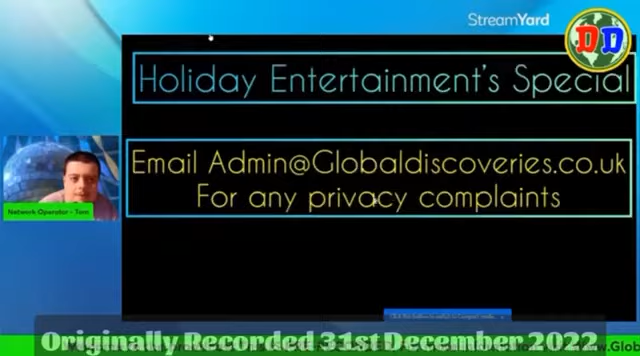 StreamYard
DD
Holiday Entertainment's Special
Email Admin@Globaldiscoveries.co.uk
For any privacy complaints
Network Operator - Tom
Originally Recorded 31st December 2022